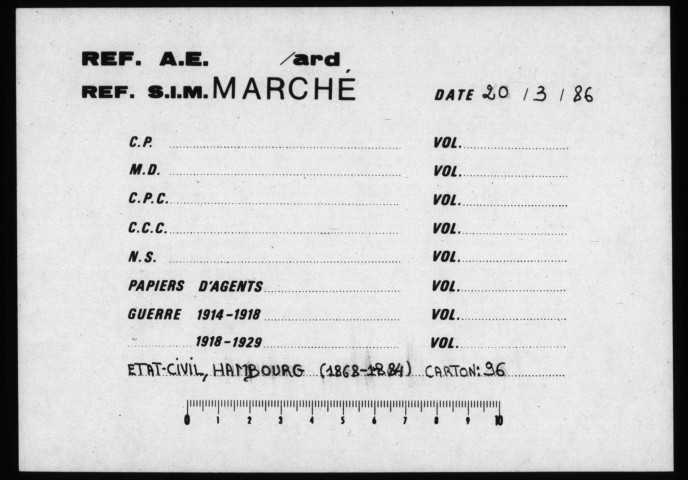 REF. A.E. /ard
REF. S.I.M. MARCHÉ DATE 20 / 3 / 86
C.P. VOL.
M.D. VOL.
C.P.C. VOL.
C.C.C. VOL.
N.S. VOL.
PAPIERS D'AGENTS VOL.
GUERRE 1914-1918 VOL.
1918-1929 VOL.
ETAT-CIVIL, HAMBOURG (1868-1884) CARTON: 96
0 1 2 3 4 5 6 7 8 9 10